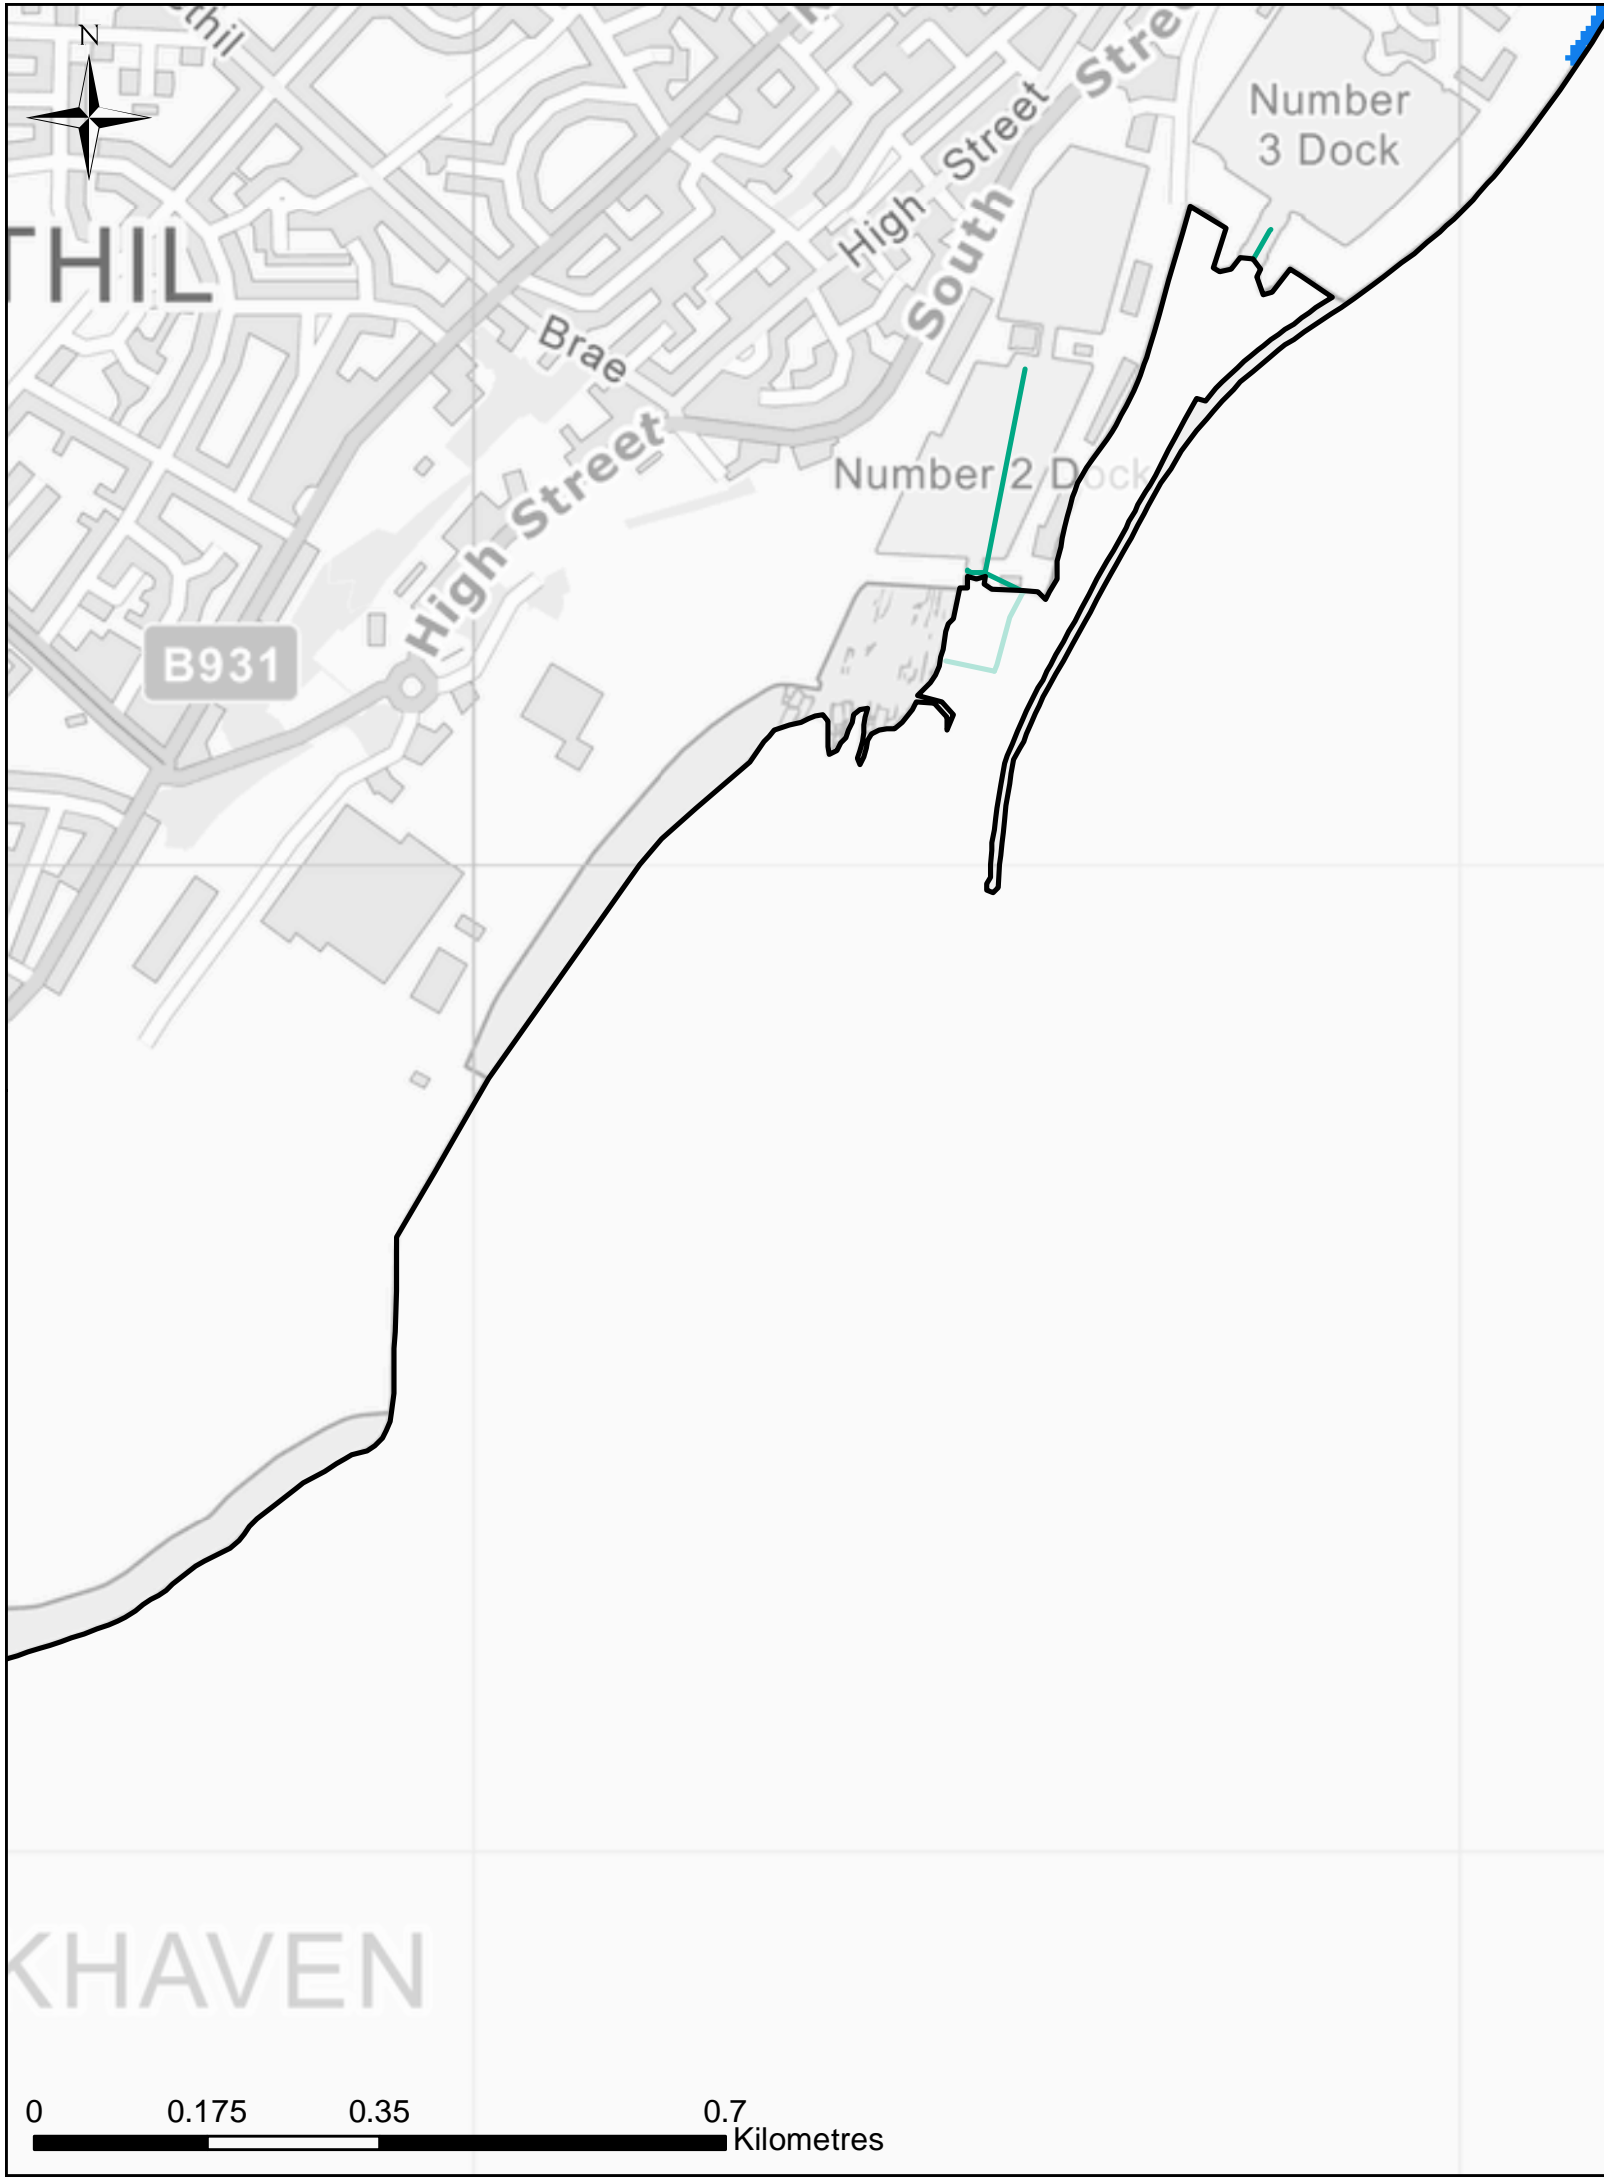 N
Number
3 Dock
Street
High
South Stre
THIL
Brae
Number 2 Dock
High Street
B931
KHAVEN
0 0.175 0.35 0.7
Kilometres